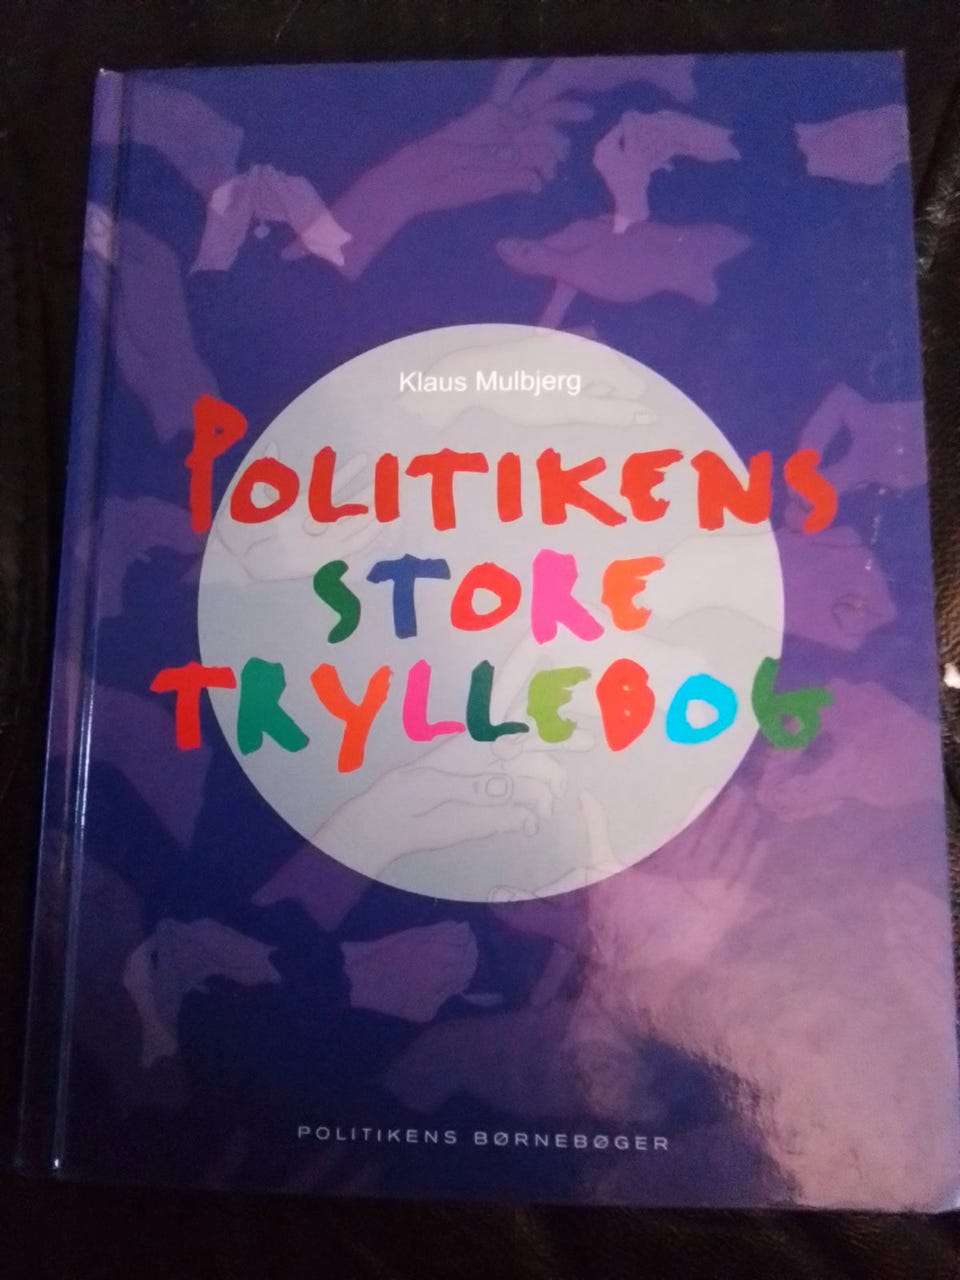 Klaus Mulbjerg
POLITIKENS
STORE
TRYLLEBOG
POLITIKENS BØRNEBØGER